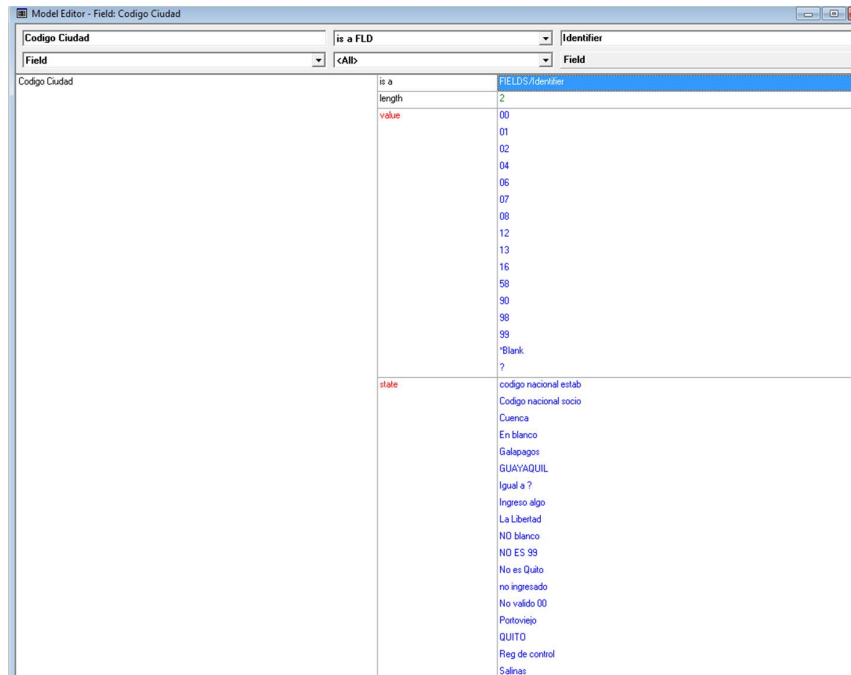 Model Editor - Field: Codigo Ciudad
Codigo Ciudad is a FLD Identifier
Field <All> Field
Codigo Ciudad is a FIELDS/Identifier
length 2
value 00
01
02
04
06
07
08
12
13
16
58
90
98
99
*Blank
?
state codigo nacional estab
Codigo nacional socio
Cuenca
En blanco
Galapagos
GUAYAQUIL
Igual a ?
Ingreso algo
La Libertad
NO blanco
NO ES 99
No es Quito
no ingresado
No valido 00
Portoviejo
QUITO
Reg de control
Salinas